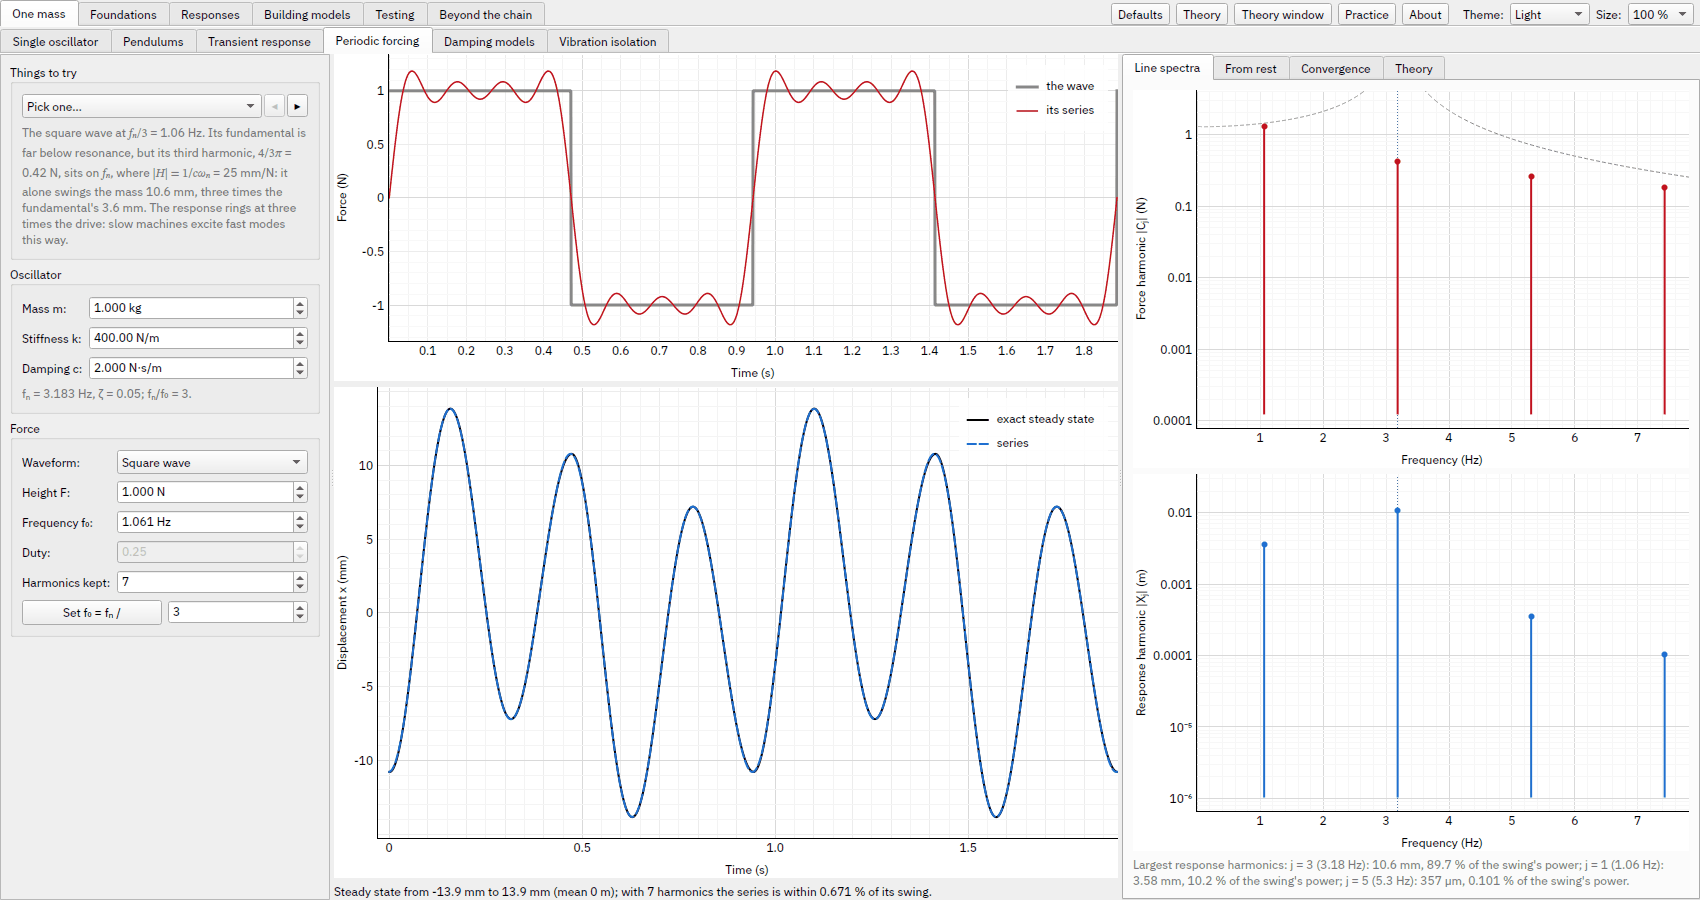 One mass Foundations Responses Building models Testing Beyond the chain Defaults Theory Theory window Practice About Theme: Light Size: 100 %
Single oscillator Pendulums Transient response Periodic forcing Damping models Vibration isolation
Things to try
Pick one...
The square wave at fₙ/3 = 1.06 Hz. Its fundamental is
far below resonance, but its third harmonic, 4/3π =
0.42 N, sits on fₙ, where |H| = 1/cωₙ = 25 mm/N: it
alone swings the mass 10.6 mm, three times the
fundamental's 3.6 mm. The response rings at three
times the drive: slow machines excite fast modes
this way.
Oscillator
Mass m: 1.000 kg
Stiffness k: 400.00 N/m
Damping c: 2.000 N·s/m
fₙ = 3.183 Hz, ζ = 0.05; fₙ/f₀ = 3.
Force
Waveform: Square wave
Height F: 1.000 N
Frequency f₀: 1.061 Hz
Duty: 0.25
Harmonics kept: 7
Set f₀ = fₙ / 3
the wave
its series
Force (N)
1
0.5
0
-0.5
-1
0.1 0.2 0.3 0.4 0.5 0.6 0.7 0.8 0.9 1.0 1.1 1.2 1.3 1.4 1.5 1.6 1.7 1.8
Time (s)
exact steady state
series
Displacement x (mm)
10
5
0
-5
-10
0 0.5 1.0 1.5
Time (s)
Steady state from -13.9 mm to 13.9 mm (mean 0 m); with 7 harmonics the series is within 0.671 % of its swing.
Line spectra From rest Convergence Theory
Force harmonic |Cⱼ| (N)
1
0.1
0.01
0.001
0.0001
1 2 3 4 5 6 7
Frequency (Hz)
Response harmonic |Xⱼ| (m)
0.01
0.001
0.0001
10⁻⁵
10⁻⁶
1 2 3 4 5 6 7
Frequency (Hz)
Largest response harmonics: j = 3 (3.18 Hz): 10.6 mm, 89.7 % of the swing's power; j = 1 (1.06 Hz):
3.58 mm, 10.2 % of the swing's power; j = 5 (5.3 Hz): 357 µm, 0.101 % of the swing's power.